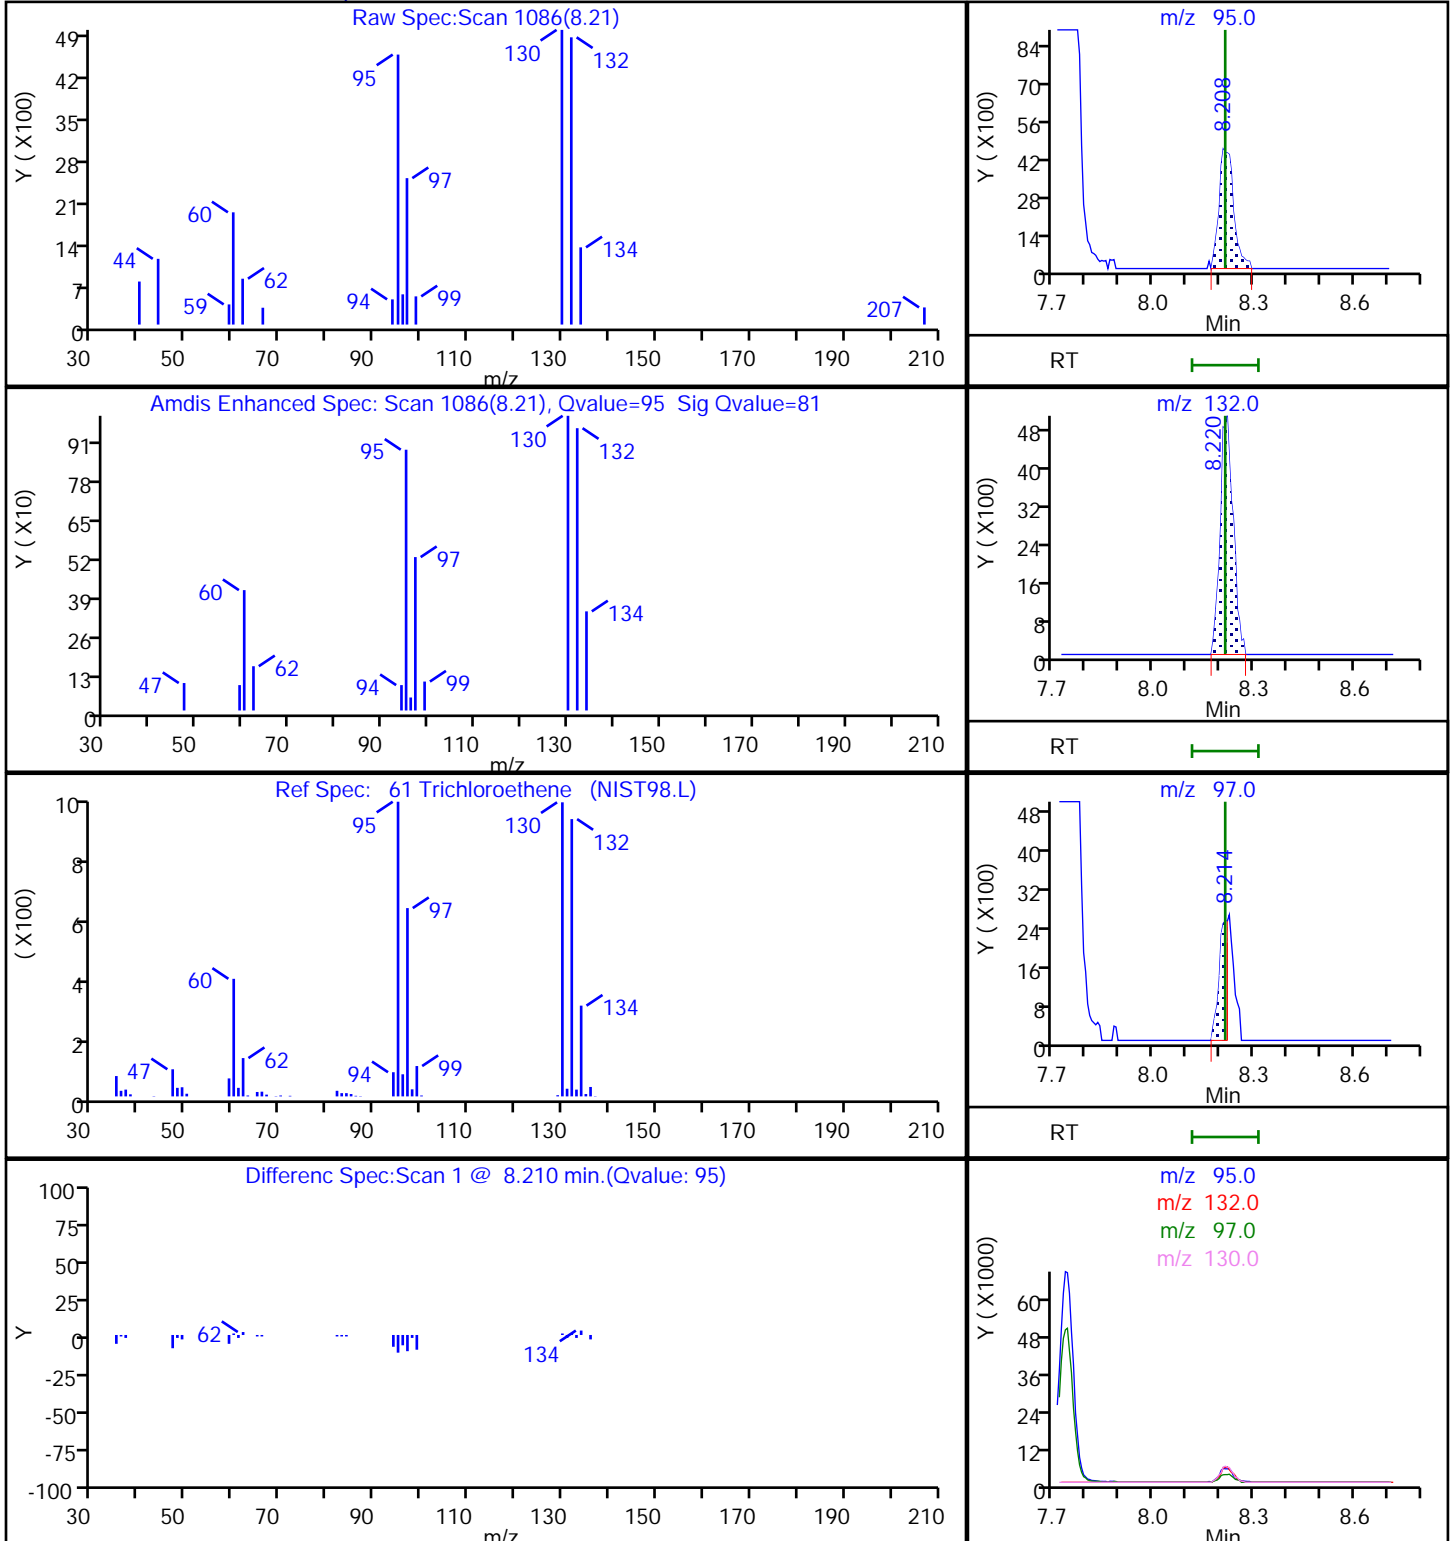 Raw Spec:Scan 1086(8.21)
Y ( X100)
49
42
35
28
21
14
7
0
44
59
60
62
94
95
97
99
130
132
134
207
30 50 70 90 110 130 150 170 190 210
m/z
m/z 95.0
Y ( X100)
84
70
56
42
28
14
0
8.208
7.7 8.0 8.3 8.6
Min
RT
Amdis Enhanced Spec: Scan 1086(8.21), Qvalue=95 Sig Qvalue=81
Y ( X10)
91
78
65
52
39
26
13
0
47
60
62
94
95
97
99
130
132
134
30 50 70 90 110 130 150 170 190 210
m/z
m/z 132.0
Y ( X100)
48
40
32
24
16
8
0
8.220
7.7 8.0 8.3 8.6
Min
RT
Ref Spec: 61 Trichloroethene (NIST98.L)
( X100)
10
8
6
4
2
0
47
60
62
94
95
97
99
130
132
134
30 50 70 90 110 130 150 170 190 210
m/z 97.0
Y ( X100)
48
40
32
24
16
8
0
8.214
7.7 8.0 8.3 8.6
Min
RT
Differenc Spec:Scan 1 @ 8.210 min.(Qvalue: 95)
Y
100
75
50
25
0
-25
-50
-75
-100
62
134
30 50 70 90 110 130 150 170 190 210
m/z
m/z 95.0
m/z 132.0
m/z 97.0
m/z 130.0
Y ( X1000)
60
48
36
24
12
0
7.7 8.0 8.3 8.6
Min